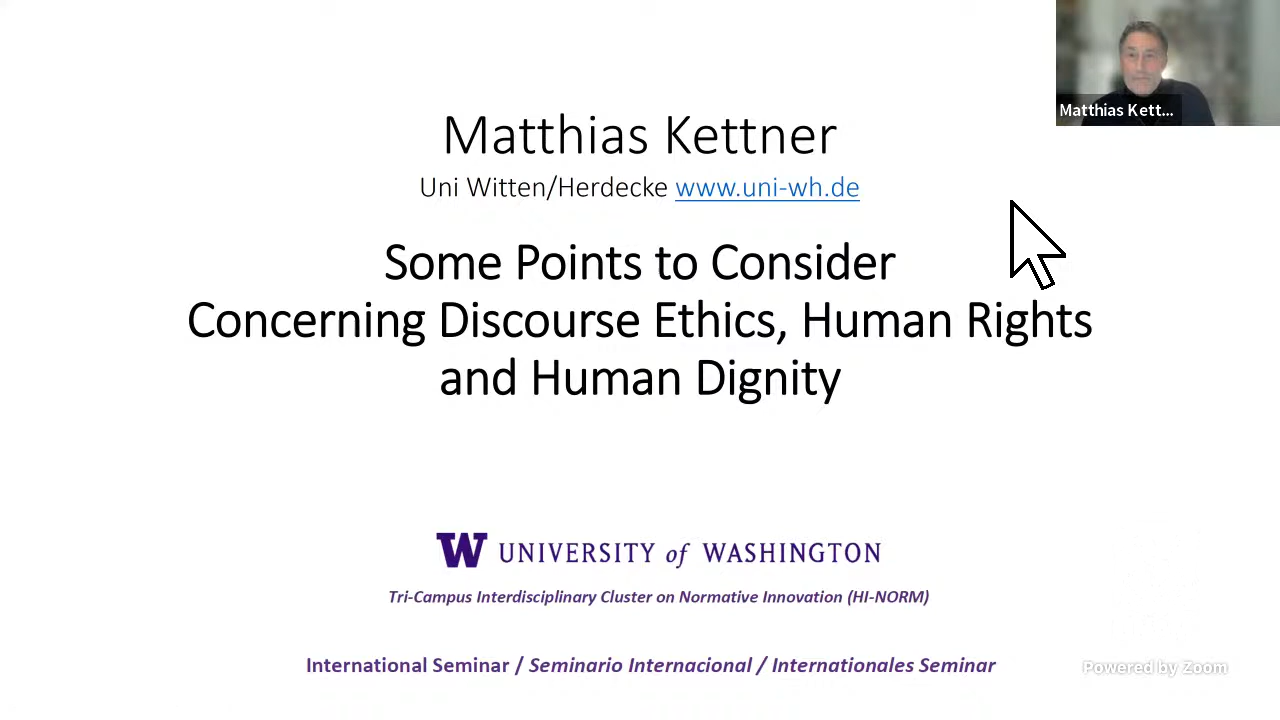 Matthias Kett...
Matthias Kettner
Uni Witten/Herdecke www.uni-wh.de
Some Points to Consider
Concerning Discourse Ethics, Human Rights
and Human Dignity
W UNIVERSITY of WASHINGTON
Tri-Campus Interdisciplinary Cluster on Normative Innovation (HI-NORM)
International Seminar / Seminario Internacional / Internationales Seminar
Powered by Zoom